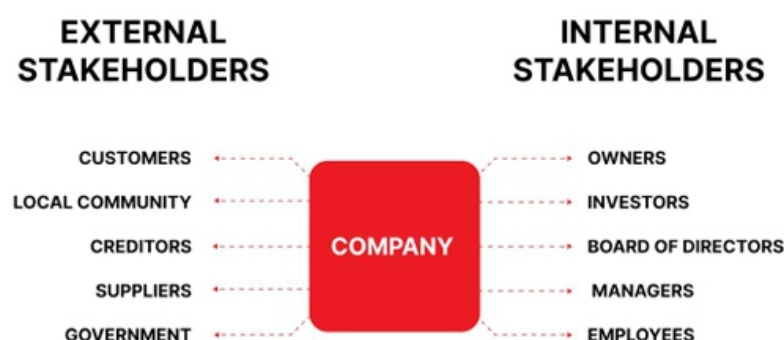 EXTERNAL
STAKEHOLDERS
INTERNAL
STAKEHOLDERS
CUSTOMERS
LOCAL COMMUNITY
CREDITORS
SUPPLIERS
GOVERNMENT
COMPANY
OWNERS
INVESTORS
BOARD OF DIRECTORS
MANAGERS
EMPLOYEES